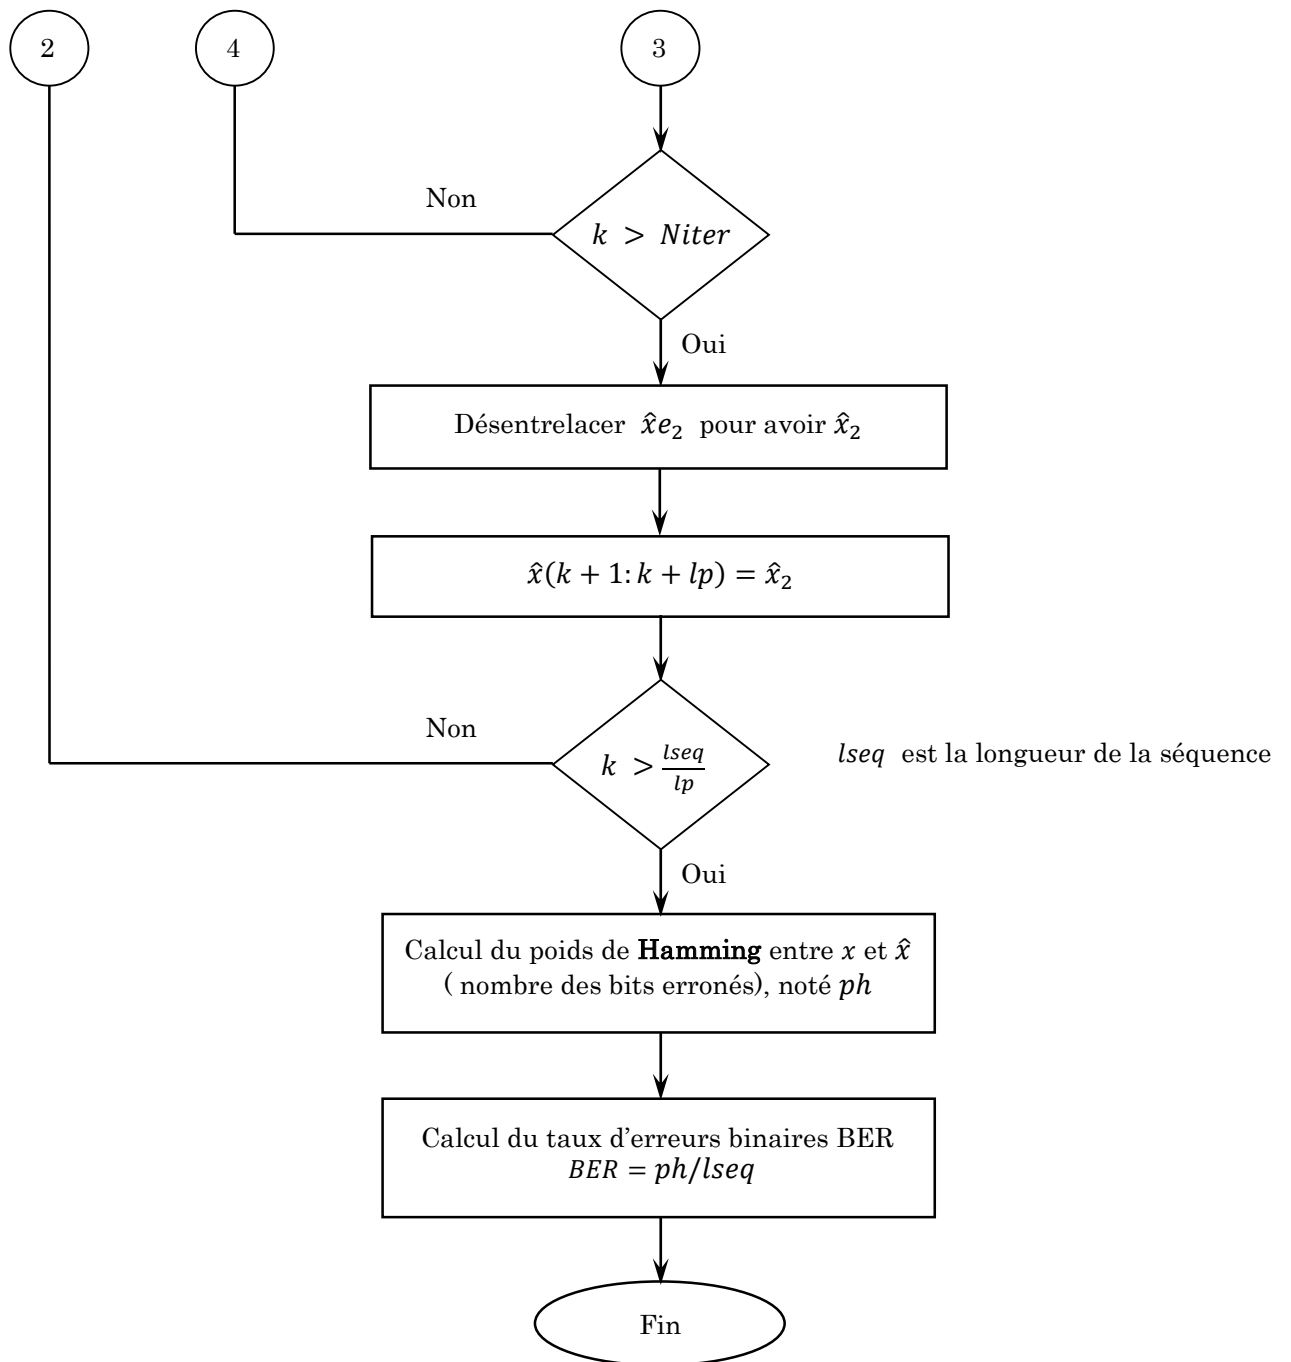 2
4
3
Non
k > Niter
Oui
Désentrelacer x̂e₂ pour avoir x̂₂
x̂(k + 1: k + lp) = x̂₂
Non
k > lseq/lp
lseq est la longueur de la séquence
Oui
Calcul du poids de Hamming entre x et x̂
( nombre des bits erronés), noté ph
Calcul du taux d’erreurs binaires BER
BER = ph/lseq
Fin